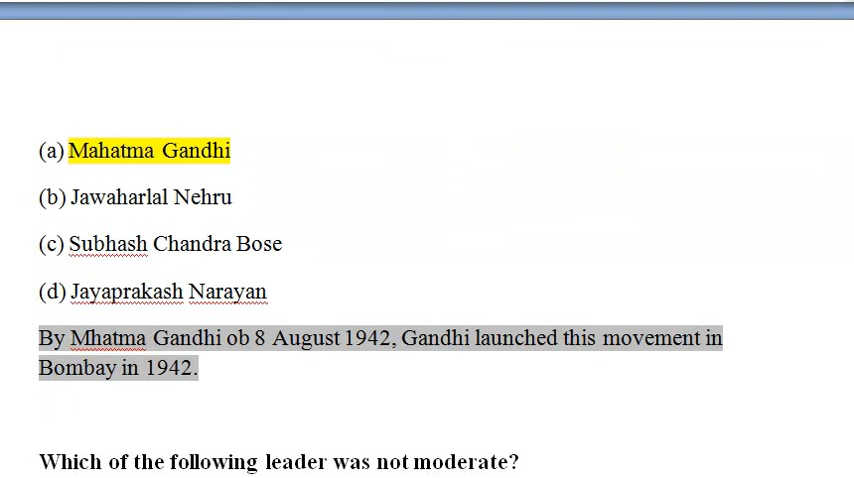 (a) Mahatma Gandhi
(b) Jawaharlal Nehru
(c) Subhash Chandra Bose
(d) Jayaprakash Narayan
By Mhatma Gandhi ob 8 August 1942, Gandhi launched this movement in
Bombay in 1942.
Which of the following leader was not moderate?